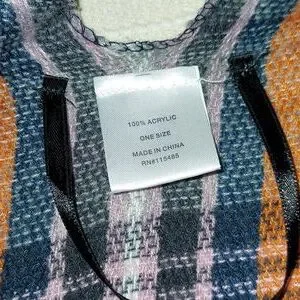 100% ACRYLIC
ONE SIZE
MADE IN CHINA
RN#115485